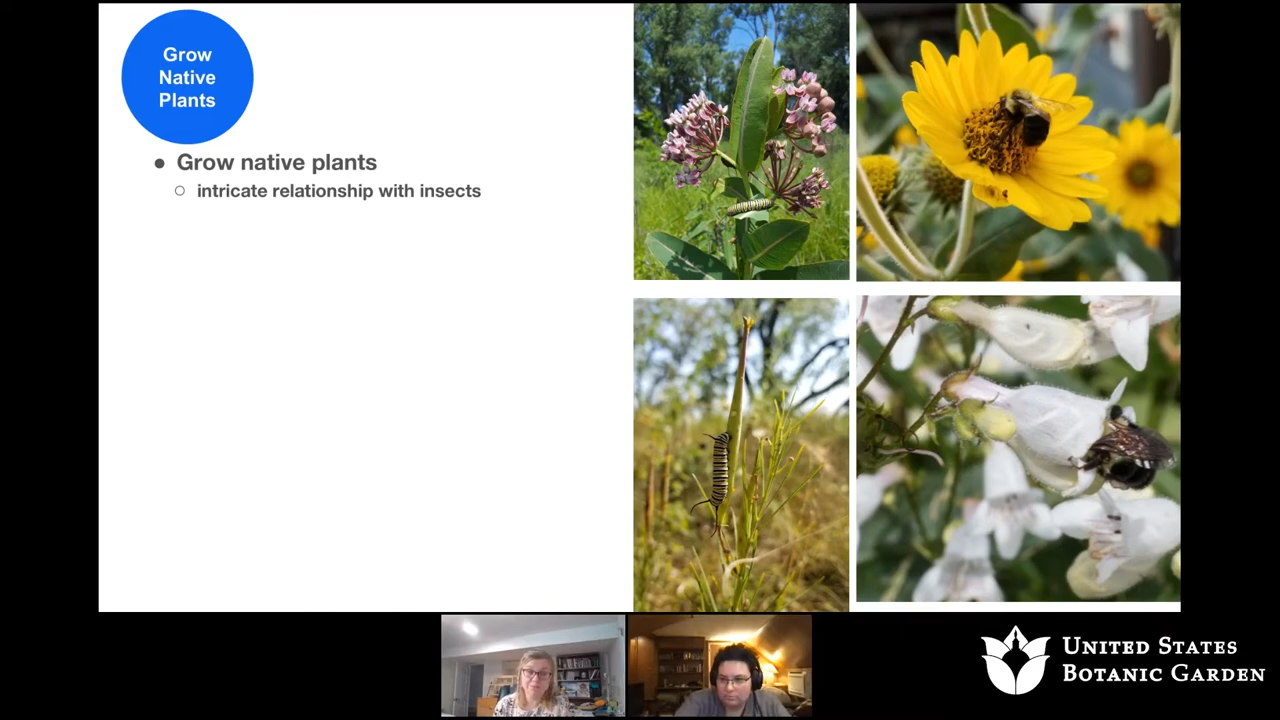 Grow
Native
Plants
● Grow native plants
○ intricate relationship with insects
UNITED STATES
BOTANIC GARDEN